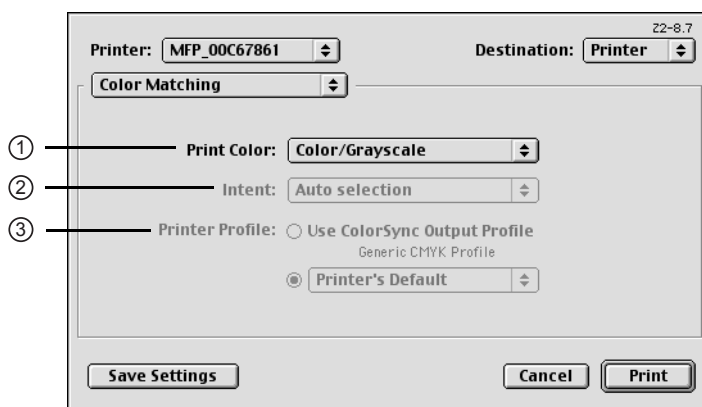 Z2-8.7
Printer: MFP_00C67861 Destination: Printer
Color Matching
① Print Color: Color/Grayscale
② Intent: Auto selection
③ Printer Profile: Use ColorSync Output Profile
Generic CMYK Profile
Printer's Default
Save Settings Cancel Print